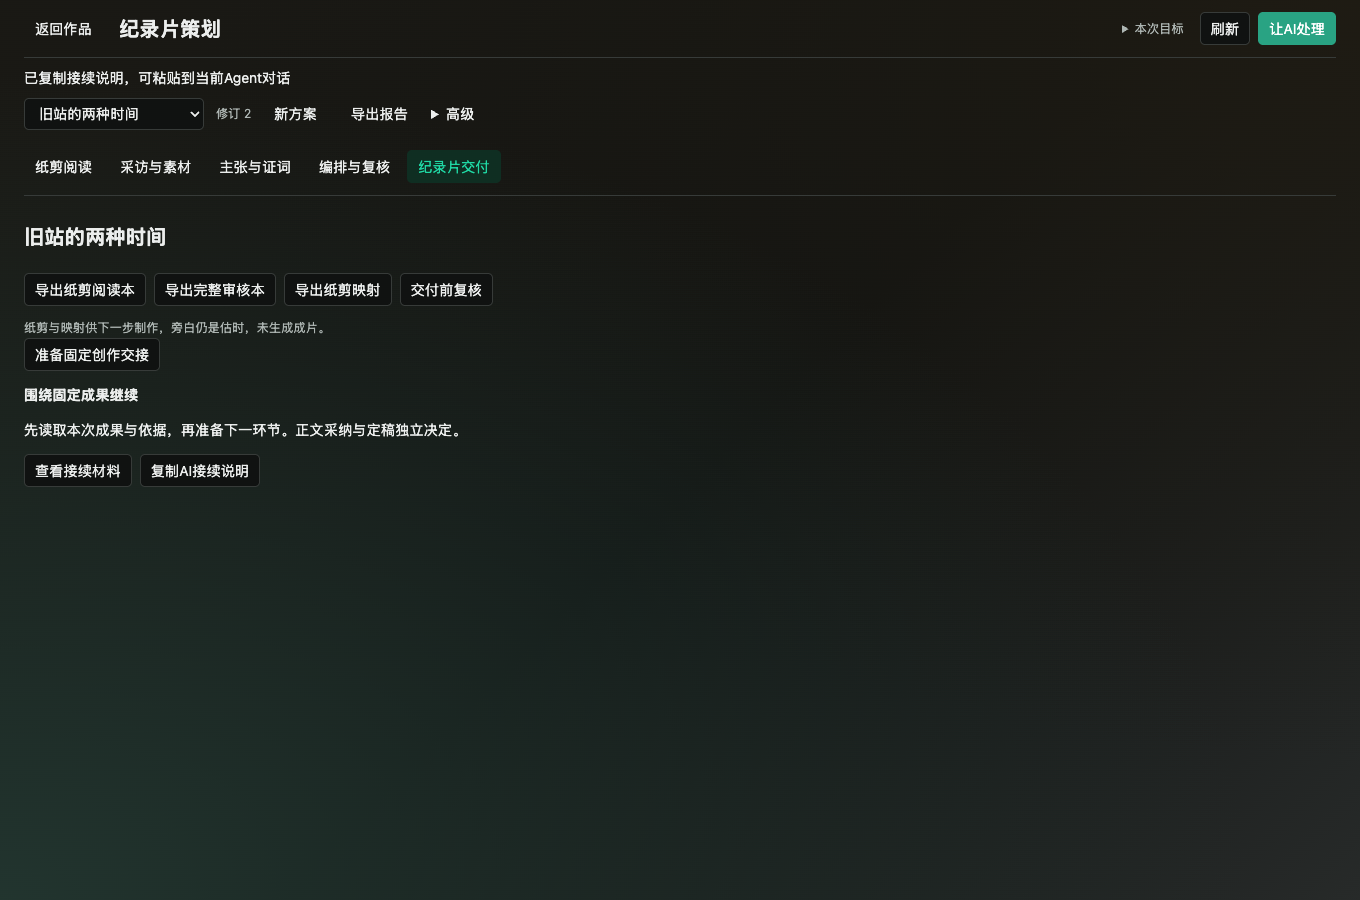 返回作品 纪录片策划 ▶ 本次目标 刷新 让AI处理
已复制接续说明，可粘贴到当前Agent对话
旧站的两种时间 修订 2 新方案 导出报告 ▶ 高级
纸剪阅读 采访与素材 主张与证词 编排与复核 纪录片交付
旧站的两种时间
导出纸剪阅读本 导出完整审核本 导出纸剪映射 交付前复核
纸剪与映射供下一步制作，旁白仍是估时，未生成成片。
准备固定创作交接
围绕固定成果继续
先读取本次成果与依据，再准备下一环节。正文采纳与定稿独立决定。
查看接续材料 复制AI接续说明